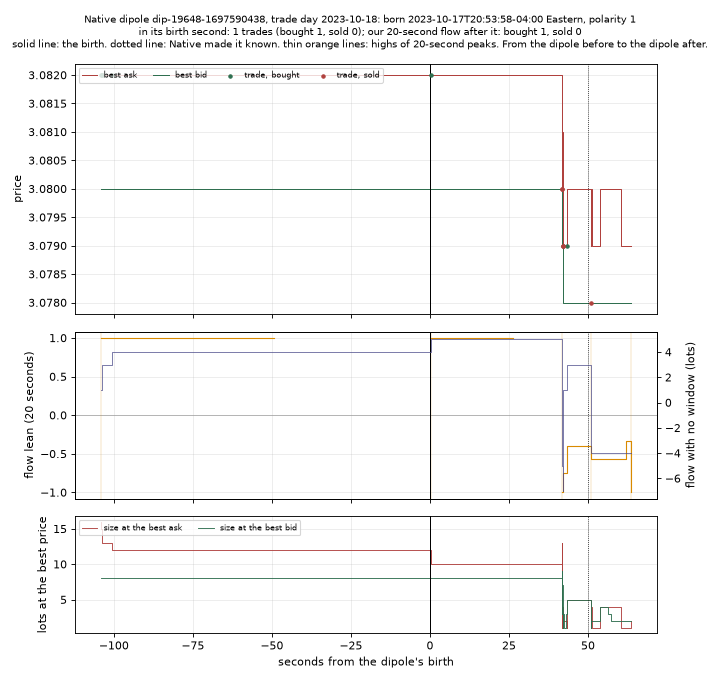 Native dipole dip-19648-1697590438, trade day 2023-10-18: born 2023-10-17T20:53:58-04:00 Eastern, polarity 1
in its birth second: 1 trades (bought 1, sold 0); our 20-second flow after it: bought 1, sold 0
solid line: the birth. dotted line: Native made it known. thin orange lines: highs of 20-second peaks. From the dipole before to the dipole after.
best ask best bid trade, bought trade, sold
3.0820
3.0815
3.0810
3.0805
3.0800
3.0795
3.0790
3.0785
3.0780
price
1.0
0.5
0.0
−0.5
−1.0
flow lean (20 seconds)
4
2
0
−2
−4
−6
flow with no window (lots)
size at the best ask size at the best bid
15
10
5
lots at the best price
−100 −75 −50 −25 0 25 50
seconds from the dipole's birth